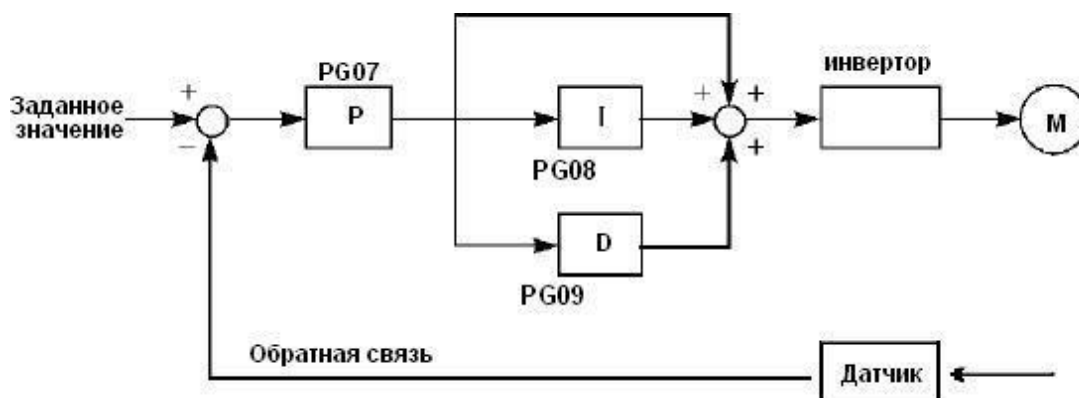 PG07
инвертор
Заданное
значение
+
−
P
I
+
+
+
M
PG08
D
PG09
Обратная связь
Датчик